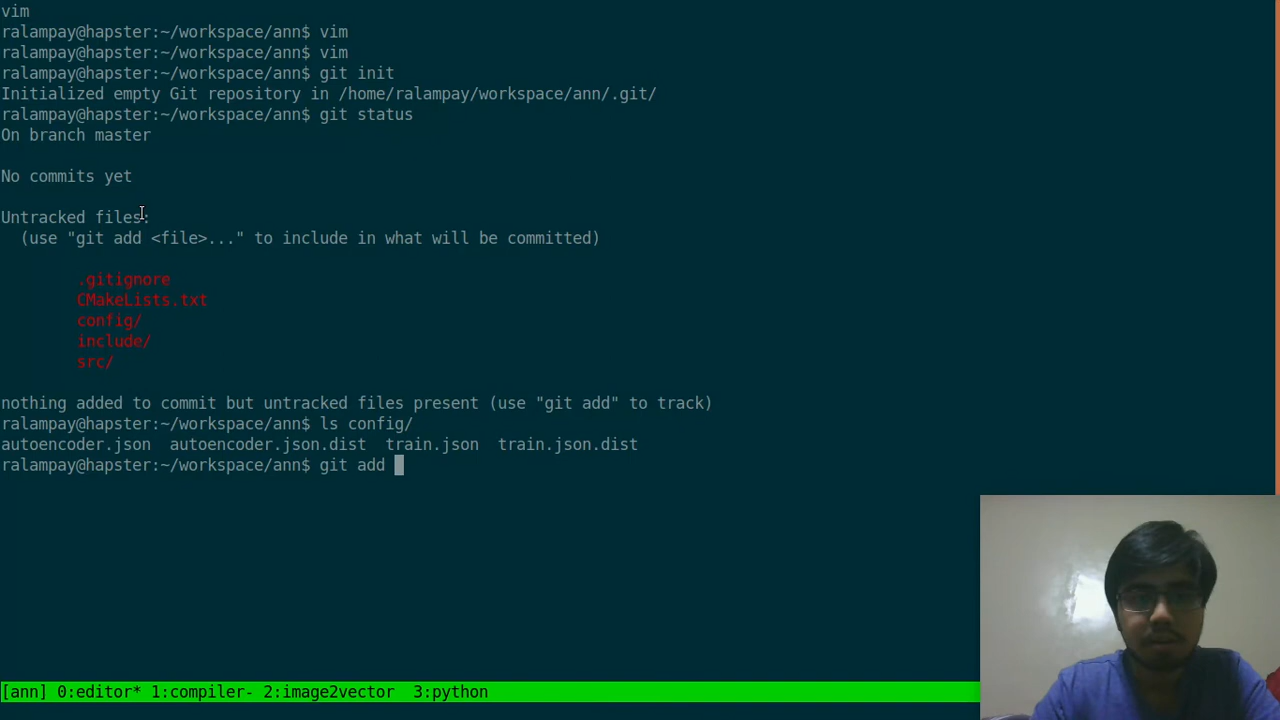 vim
ralampay@hapster:~/workspace/ann$ vim
ralampay@hapster:~/workspace/ann$ vim
ralampay@hapster:~/workspace/ann$ git init
Initialized empty Git repository in /home/ralampay/workspace/ann/.git/
ralampay@hapster:~/workspace/ann$ git status
On branch master
No commits yet
Untracked files:
(use "git add <file>..." to include in what will be committed)
.gitignore
CMakeLists.txt
config/
include/
src/
nothing added to commit but untracked files present (use "git add" to track)
ralampay@hapster:~/workspace/ann$ ls config/
autoencoder.json  autoencoder.json.dist  train.json  train.json.dist
ralampay@hapster:~/workspace/ann$ git add
[ann] 0:editor* 1:compiler- 2:image2vector  3:python